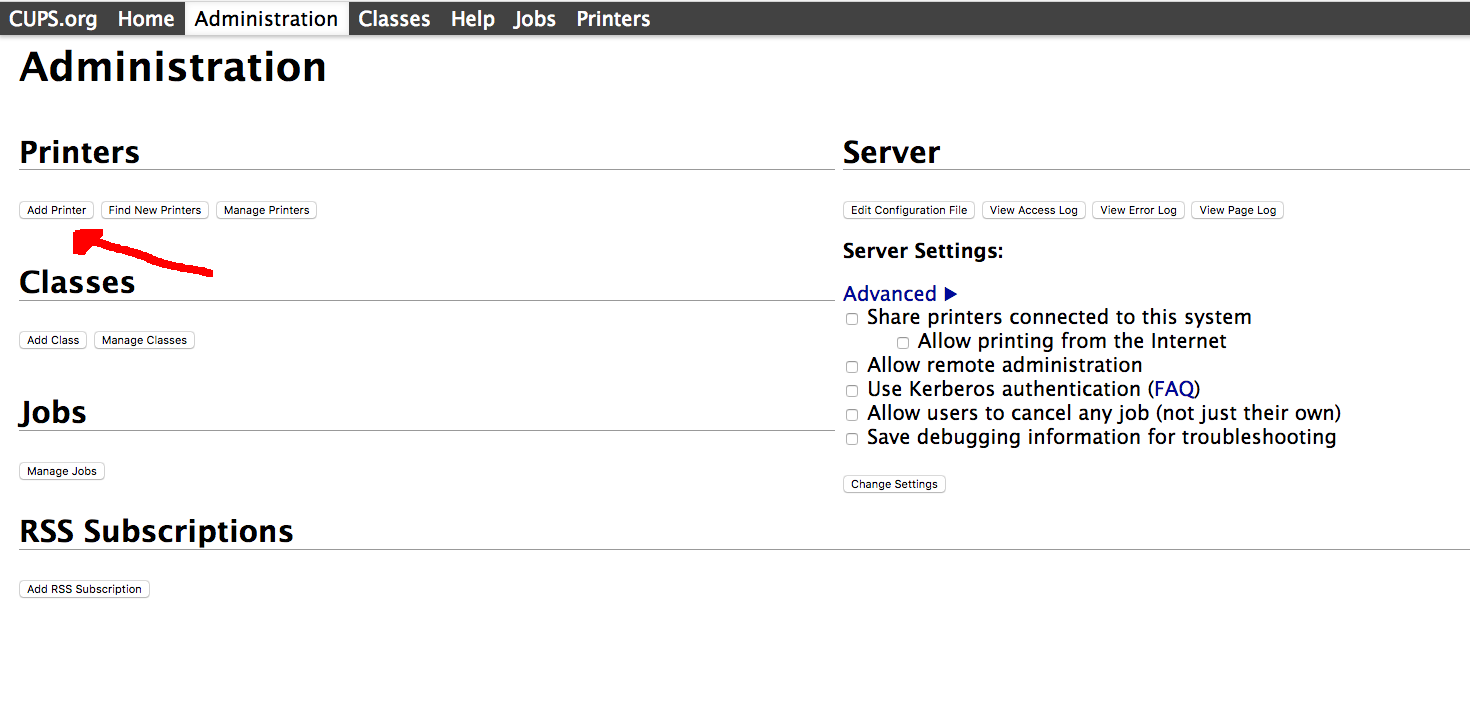 CUPS.org Home Administration Classes Help Jobs Printers
Administration
Printers
Add Printer Find New Printers Manage Printers
Classes
Add Class Manage Classes
Jobs
Manage Jobs
Server
Edit Configuration File View Access Log View Error Log View Page Log
Server Settings:
Advanced ▶
Share printers connected to this system
Allow printing from the Internet
Allow remote administration
Use Kerberos authentication (FAQ)
Allow users to cancel any job (not just their own)
Save debugging information for troubleshooting
Change Settings
RSS Subscriptions
Add RSS Subscription